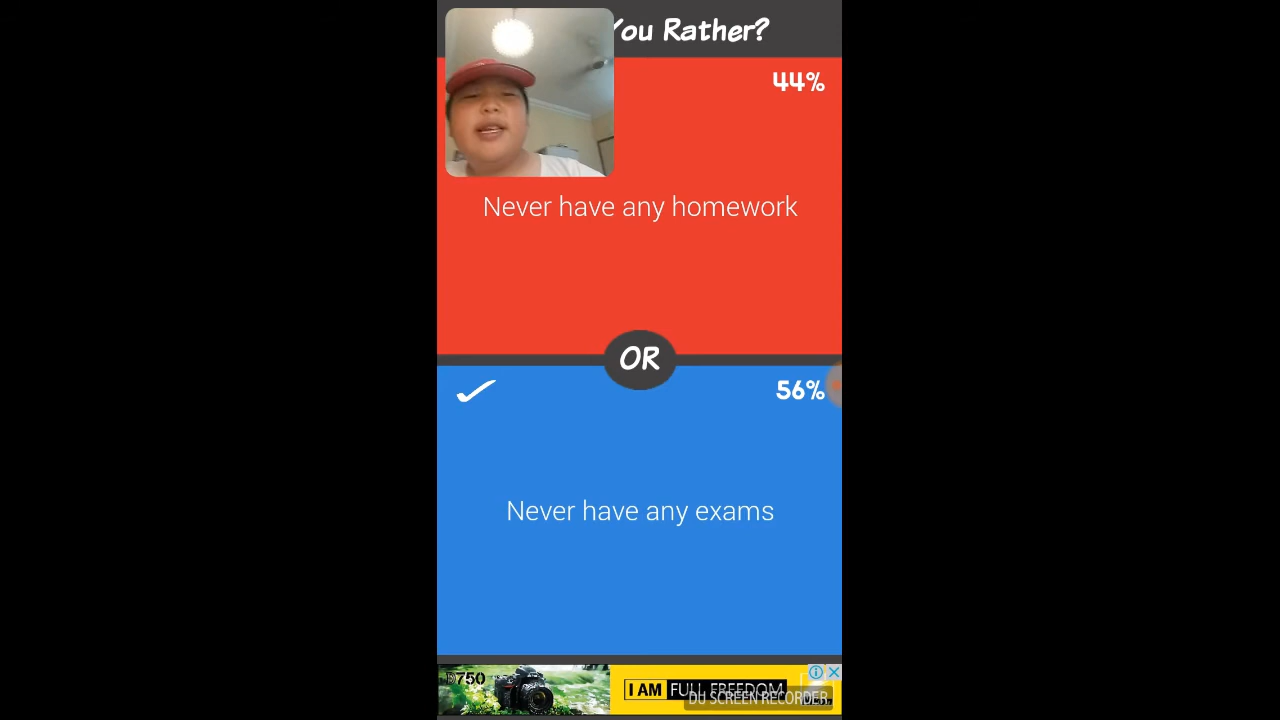 You Rather?
44%
Never have any homework
OR
56%
Never have any exams
D750
I AM FULL FREEDOM
DU SCREEN RECORDER